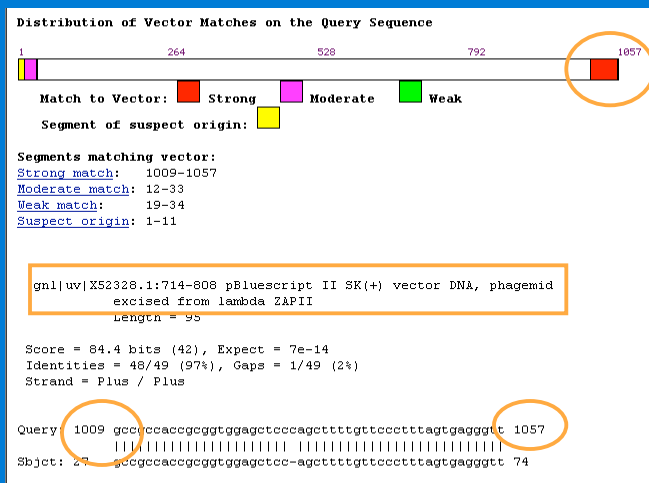 Distribution of Vector Matches on the Query Sequence
1 264 528 792 1057
Match to Vector: Strong Moderate Weak
Segment of suspect origin:
Segments matching vector:
Strong match: 1009-1057
Moderate match: 12-33
Weak match: 19-34
Suspect origin: 1-11
gnl|uv|X52328.1:714-808 pBluescript II SK(+) vector DNA, phagemid
excised from lambda ZAPII
Length = 95
Score = 84.4 bits (42), Expect = 7e-14
Identities = 48/49 (97%), Gaps = 1/49 (2%)
Strand = Plus / Plus
Query: 1009 gccgccaccgcggtggagctcccagcttttgttccctttagtgagggtt 1057
||||||||||||||||||||||| |||||||||||||||||||||||||
Sbjct: 27 gccgccaccgcggtggagctcc-agcttttgttccctttagtgagggtt 74